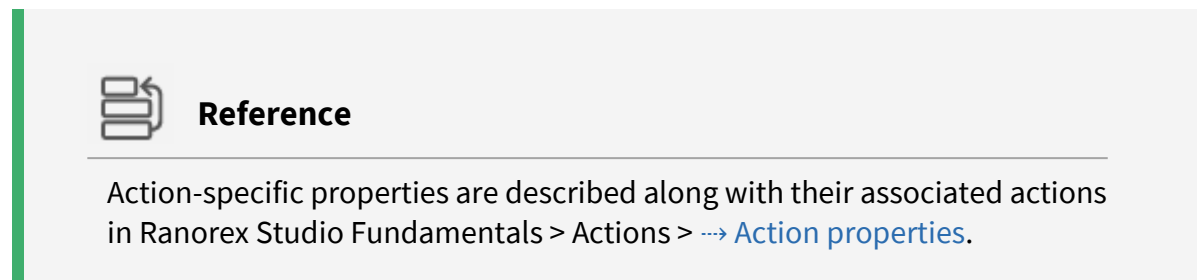 Reference
Action-specific properties are described along with their associated actions
in Ranorex Studio Fundamentals > Actions > ⤑ Action properties.